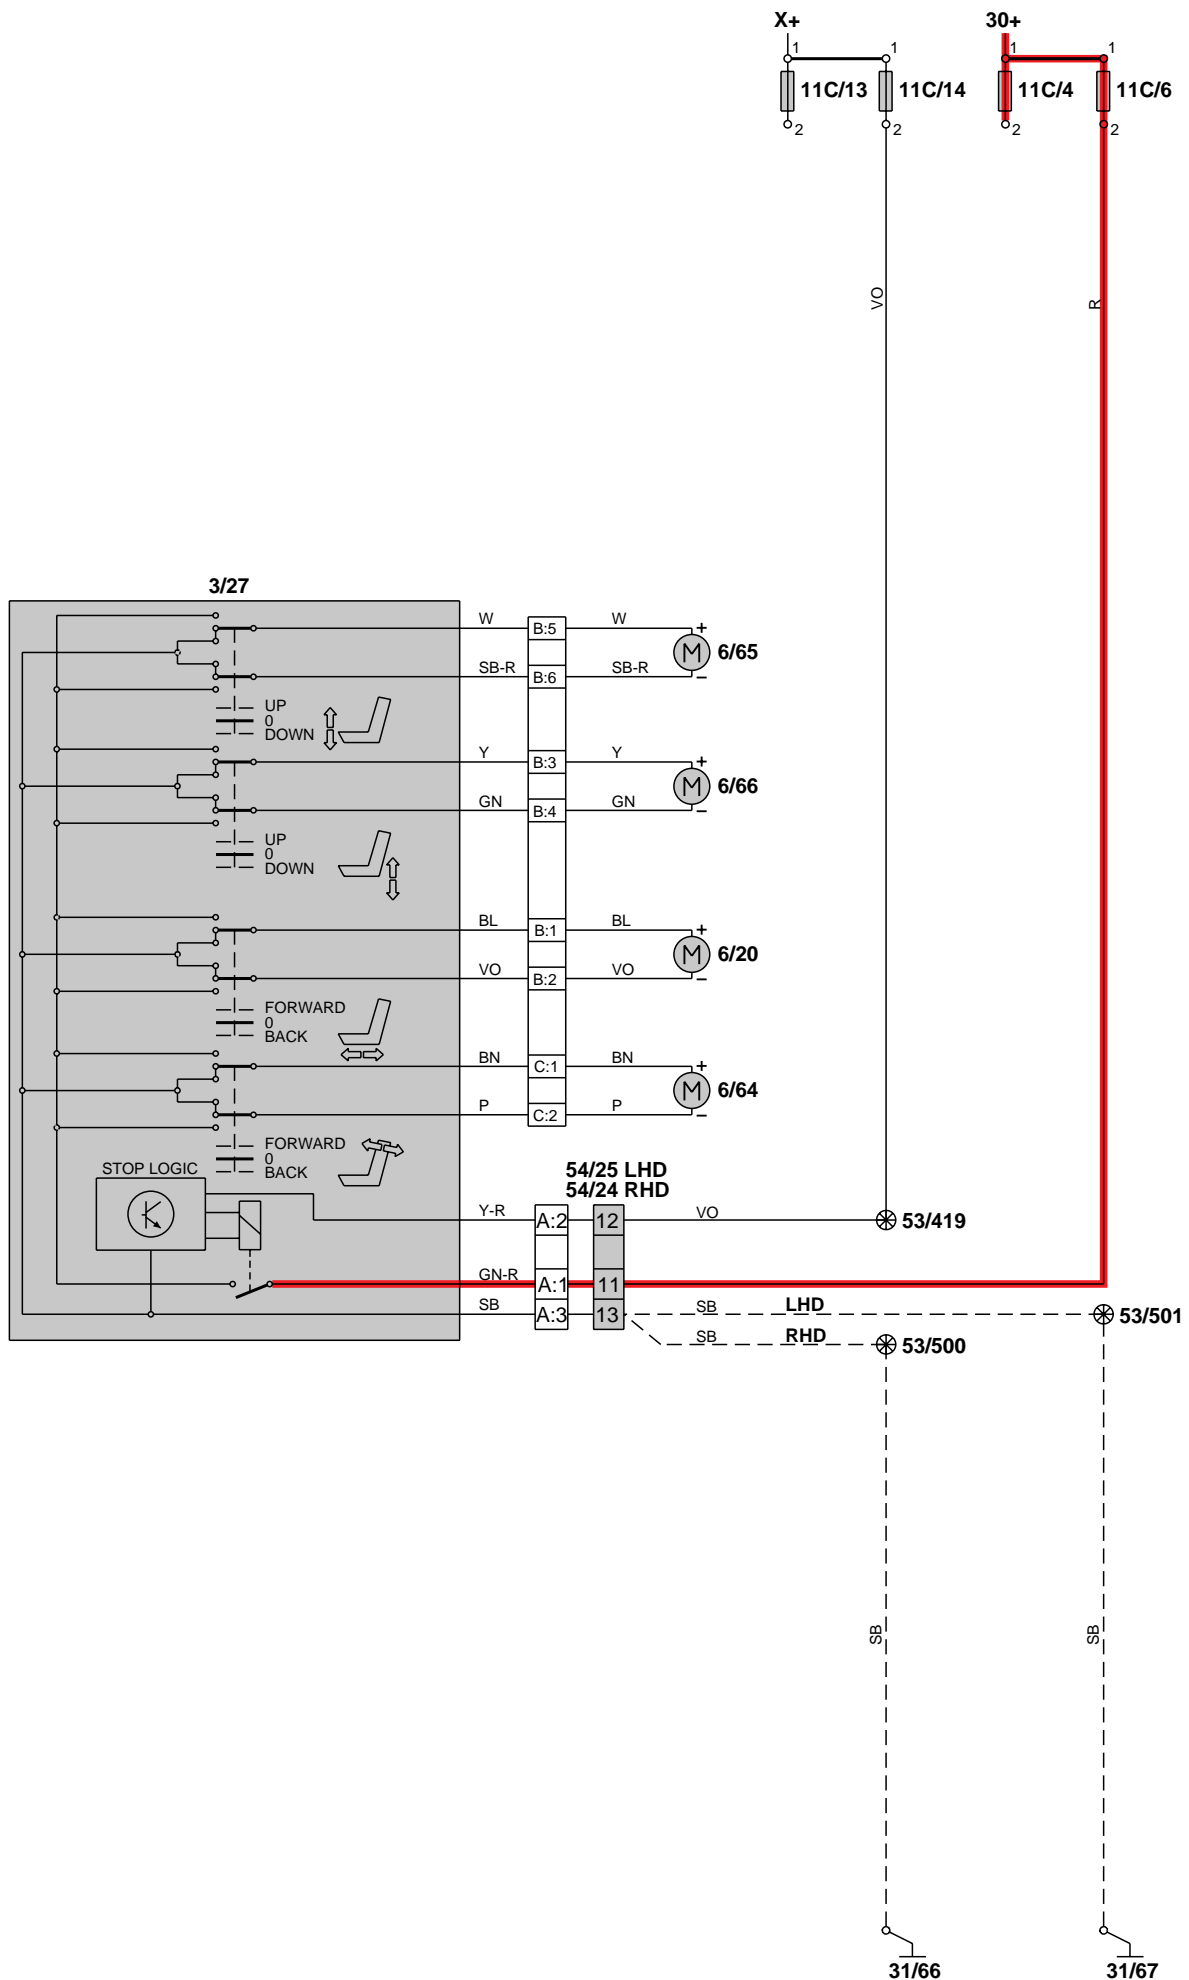 X+ 30+
1 1 1 1
11C/13 11C/14 11C/4 11C/6
2 2 2 2
VO R
3/27
W B:5 W + 6/65
M
SB-R B:6 SB-R −
UP
0
DOWN
Y B:3 Y + 6/66
M
GN B:4 GN −
UP
0
DOWN
BL B:1 BL + 6/20
M
VO B:2 VO −
FORWARD
0
BACK
BN C:1 BN + 6/64
M
P C:2 P −
FORWARD
0
BACK
STOP LOGIC
54/25 LHD
54/24 RHD
Y-R A:2 12 VO 53/419
GN-R A:1 11
SB A:3 13 SB LHD 53/501
SB RHD 53/500
SB SB
31/66 31/67